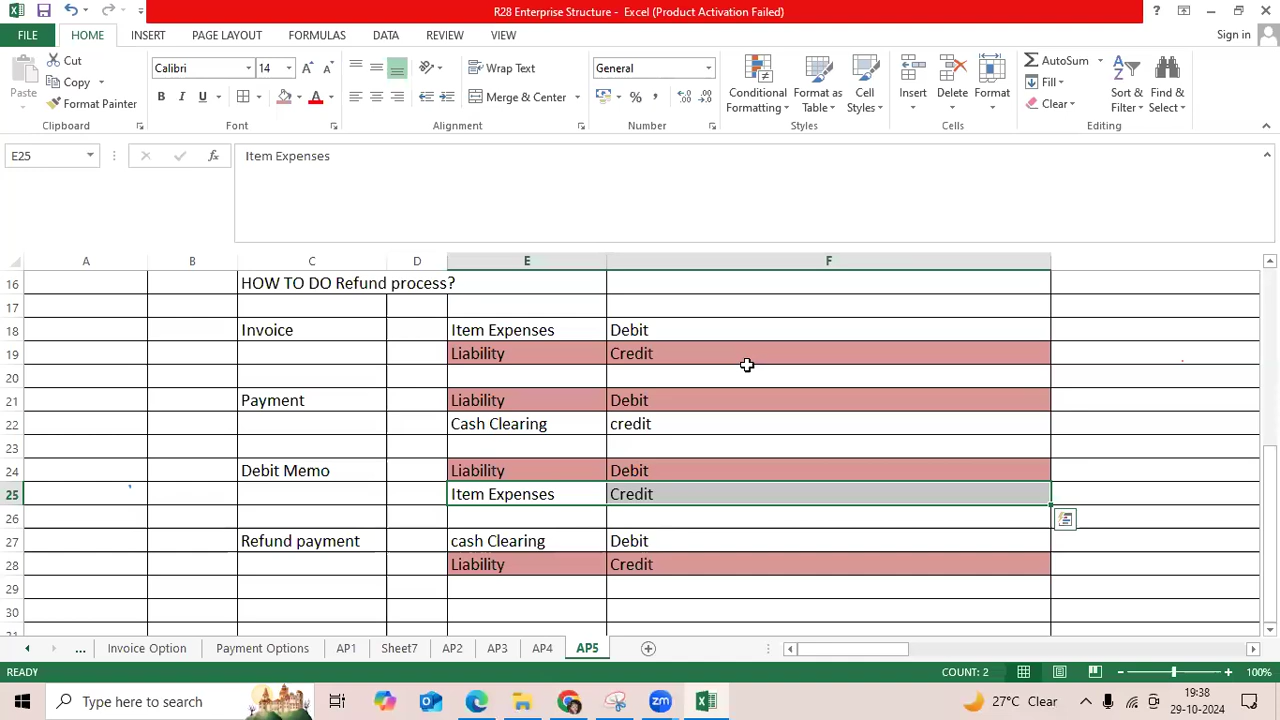 R28 Enterprise Structure - Excel (Product Activation Failed)
FILE HOME INSERT PAGE LAYOUT FORMULAS DATA REVIEW VIEW Sign in
Paste Cut Copy Format Painter Clipboard
Calibri 14 B I U A Font
Wrap Text Merge & Center Alignment
General % , Number
Conditional Formatting Format as Table Cell Styles Styles
Insert Delete Format Cells
AutoSum Fill Clear Sort & Filter Find & Select Editing
E25 fx Item Expenses
A B C D E F
16 HOW TO DO Refund process?
17
18 Invoice Item Expenses Debit
19 Liability Credit
20
21 Payment Liability Debit
22 Cash Clearing credit
23
24 Debit Memo Liability Debit
25 Item Expenses Credit
26
27 Refund payment cash Clearing Debit
28 Liability Credit
29
30
31
... Invoice Option Payment Options AP1 Sheet7 AP2 AP3 AP4 AP5
READY COUNT: 2 100%
Type here to search 27°C Clear 19:38
29-10-2024